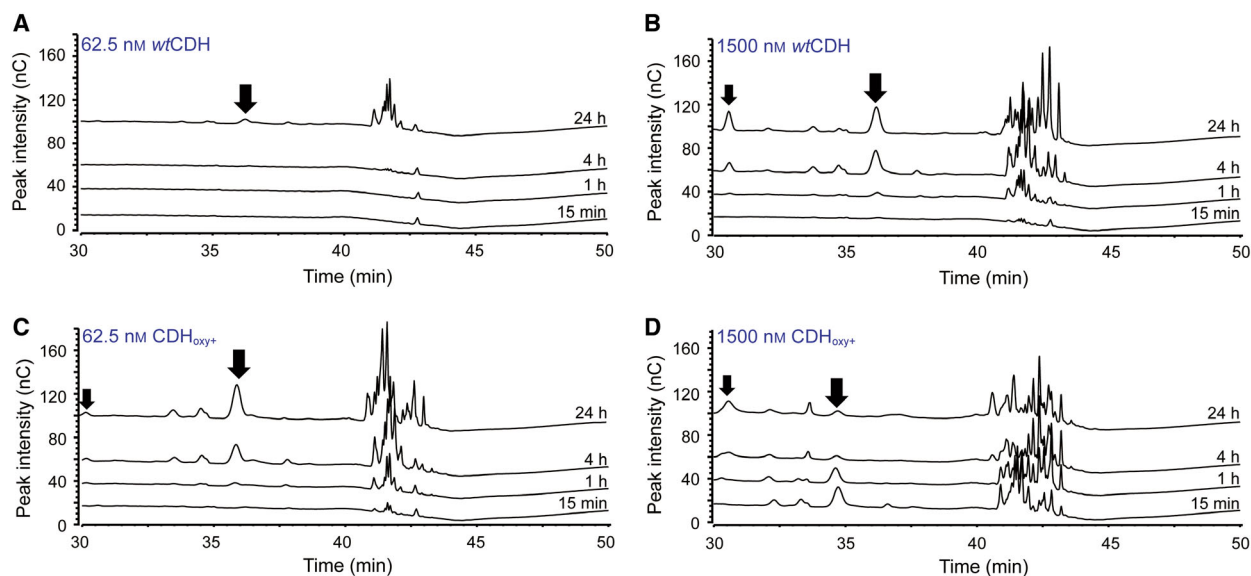 A
62.5 nM wtCDH
Peak intensity (nC)
160
120
80
40
0
24 h
4 h
1 h
15 min
30 35 40 45 50
Time (min)
B
1500 nM wtCDH
Peak intensity (nC)
160
120
80
40
0
24 h
4 h
1 h
15 min
30 35 40 45 50
Time (min)
C
62.5 nM CDHoxy+
Peak intensity (nC)
160
120
80
40
0
24 h
4 h
1 h
15 min
30 35 40 45 50
Time (min)
D
1500 nM CDHoxy+
Peak intensity (nC)
160
120
80
40
0
24 h
4 h
1 h
15 min
30 35 40 45 50
Time (min)